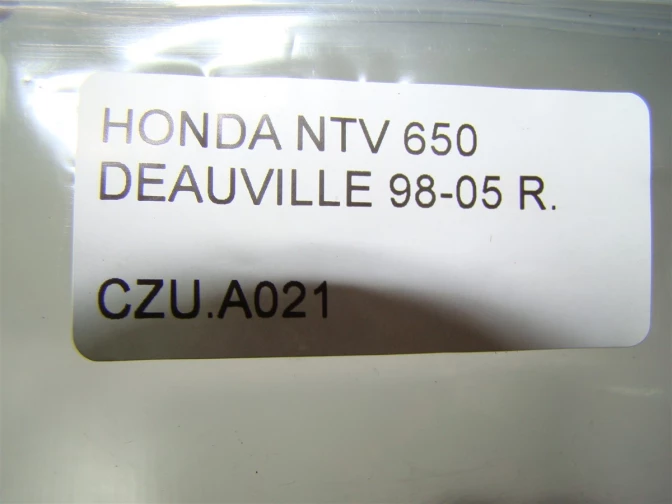 HONDA NTV 650
DEAUVILLE 98-05 R.
CZU.A021